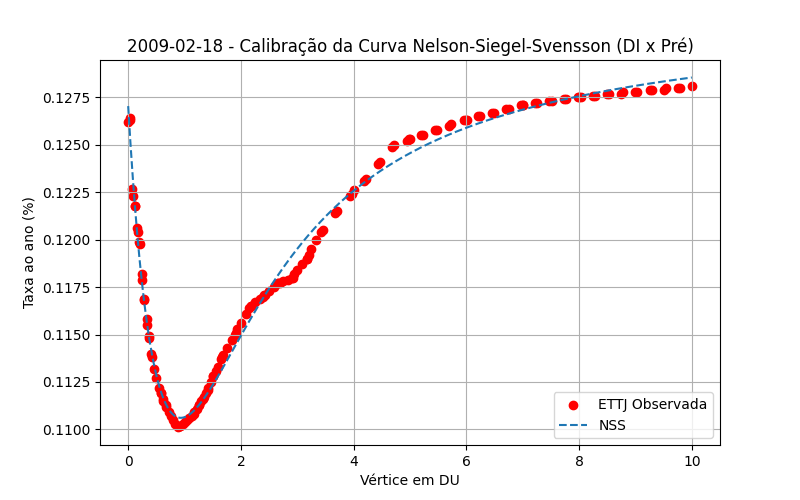 2009-02-18 - Calibração da Curva Nelson-Siegel-Svensson (DI x Pré)
Taxa ao ano (%)
0.1275
0.1250
0.1225
0.1200
0.1175
0.1150
0.1125
0.1100
ETTJ Observada
NSS
0 2 4 6 8 10
Vértice em DU